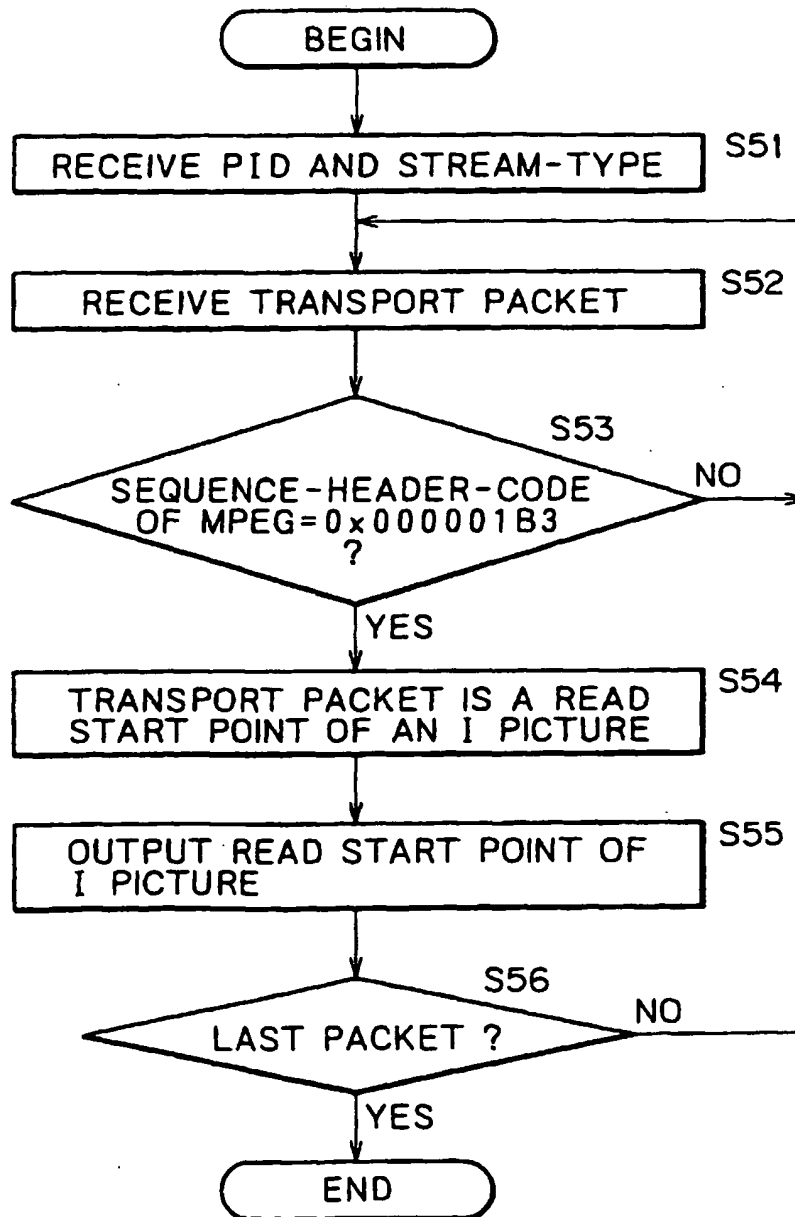 BEGIN
S51
RECEIVE PID AND STREAM-TYPE
S52
RECEIVE TRANSPORT PACKET
S53
NO
SEQUENCE-HEADER-CODE
OF MPEG=0x000001B3
?
YES
S54
TRANSPORT PACKET IS A READ
START POINT OF AN I PICTURE
S55
OUTPUT READ START POINT OF
I PICTURE
S56
NO
LAST PACKET ?
YES
END